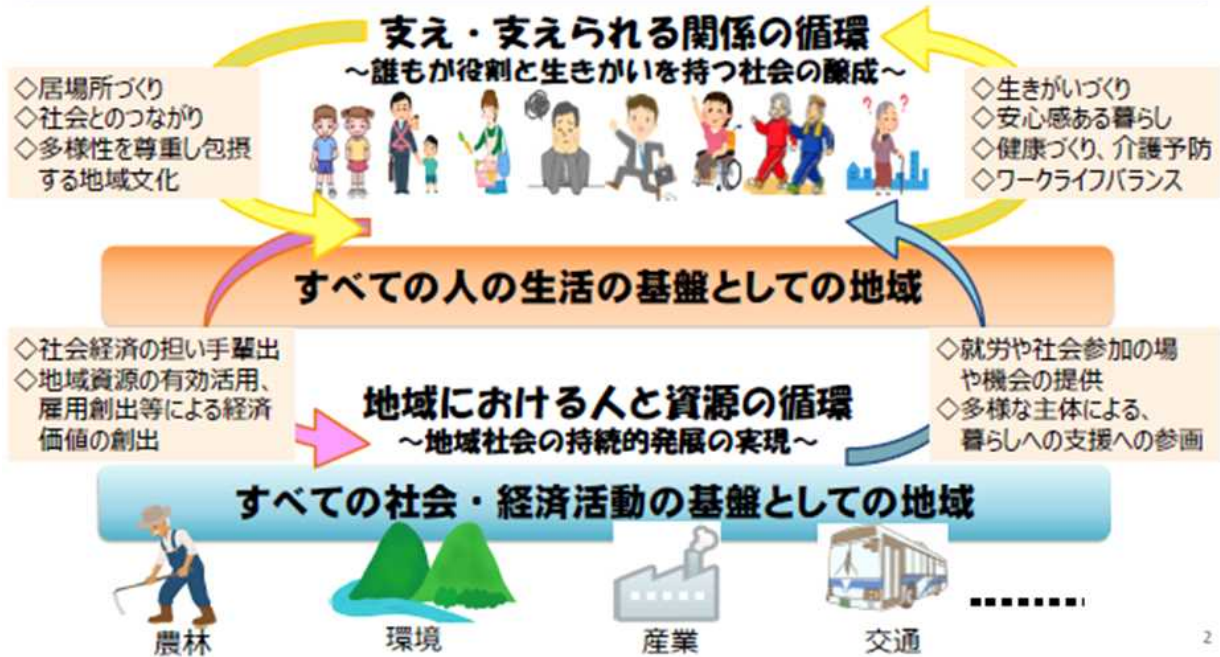 支え・支えられる関係の循環
～誰もが役割と生きがいを持つ社会の醸成～
◇居場所づくり
◇社会とのつながり
◇多様性を尊重し包摂
する地域文化
◇生きがいづくり
◇安心感ある暮らし
◇健康づくり、介護予防
◇ワークライフバランス
? ?
すべての人の生活の基盤としての地域
◇社会経済の担い手輩出
◇地域資源の有効活用、
雇用創出等による経済
価値の創出
地域における人と資源の循環
～地域社会の持続的発展の実現～
◇就労や社会参加の場
や機会の提供
◇多様な主体による、
暮らしへの支援への参画
すべての社会・経済活動の基盤としての地域
農林
環境
産業
交通
2